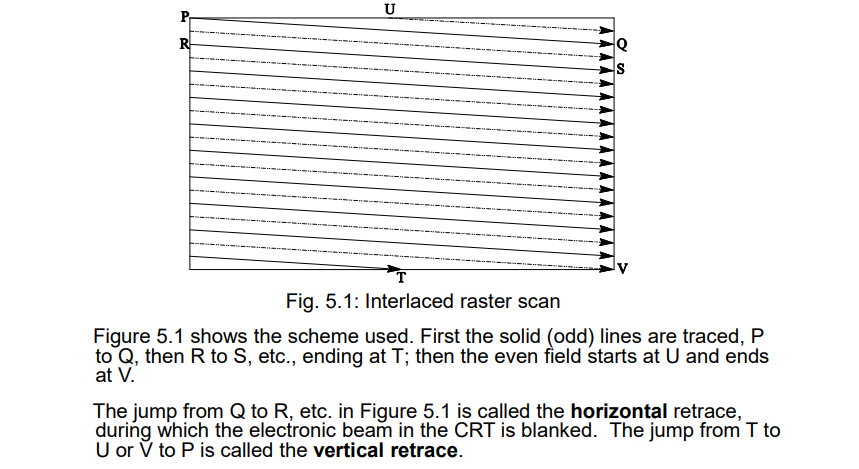 P
U
R
Q
S
T
V
Fig. 5.1: Interlaced raster scan
Figure 5.1 shows the scheme used. First the solid (odd) lines are traced, P
to Q, then R to S, etc., ending at T; then the even field starts at U and ends
at V.
The jump from Q to R, etc. in Figure 5.1 is called the horizontal retrace,
during which the electronic beam in the CRT is blanked. The jump from T to
U or V to P is called the vertical retrace.